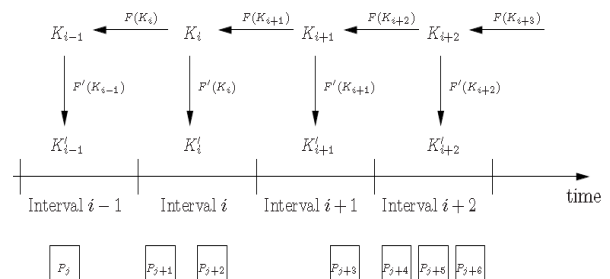 F(K_i) F(K_{i+1}) F(K_{i+2}) F(K_{i+3})
K_{i−1} K_i K_{i+1} K_{i+2}
F′(K_{i−1}) F′(K_i) F′(K_{i+1}) F′(K_{i+2})
K′_{i−1} K′_i K′_{i+1} K′_{i+2}
Interval i − 1 Interval i Interval i + 1 Interval i + 2 time
P_j P_{j+1} P_{j+2} P_{j+3} P_{j+4} P_{j+5} P_{j+6}